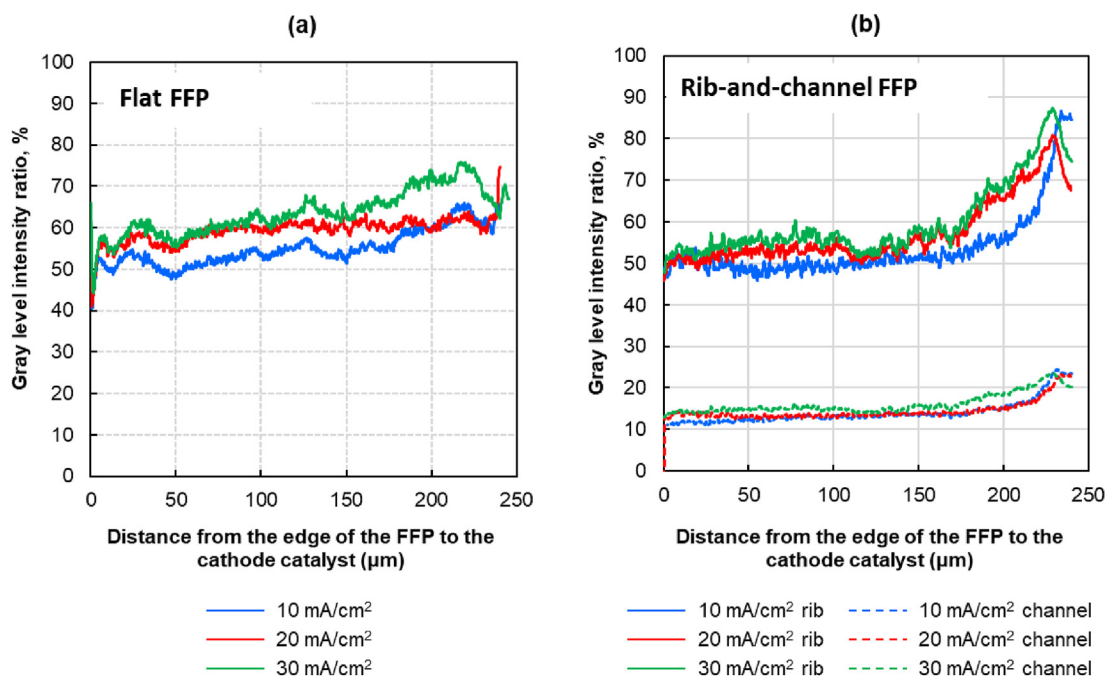 (a)
Flat FFP
Gray level intensity ratio, %
100
90
80
70
60
50
40
30
20
10
0
0 50 100 150 200 250
Distance from the edge of the FFP to the
cathode catalyst (µm)
10 mA/cm²
20 mA/cm²
30 mA/cm²
(b)
Rib-and-channel FFP
Gray level intensity ratio, %
100
90
80
70
60
50
40
30
20
10
0
0 50 100 150 200 250
Distance from the edge of the FFP to the
cathode catalyst (µm)
10 mA/cm² rib 10 mA/cm² channel
20 mA/cm² rib 20 mA/cm² channel
30 mA/cm² rib 30 mA/cm² channel